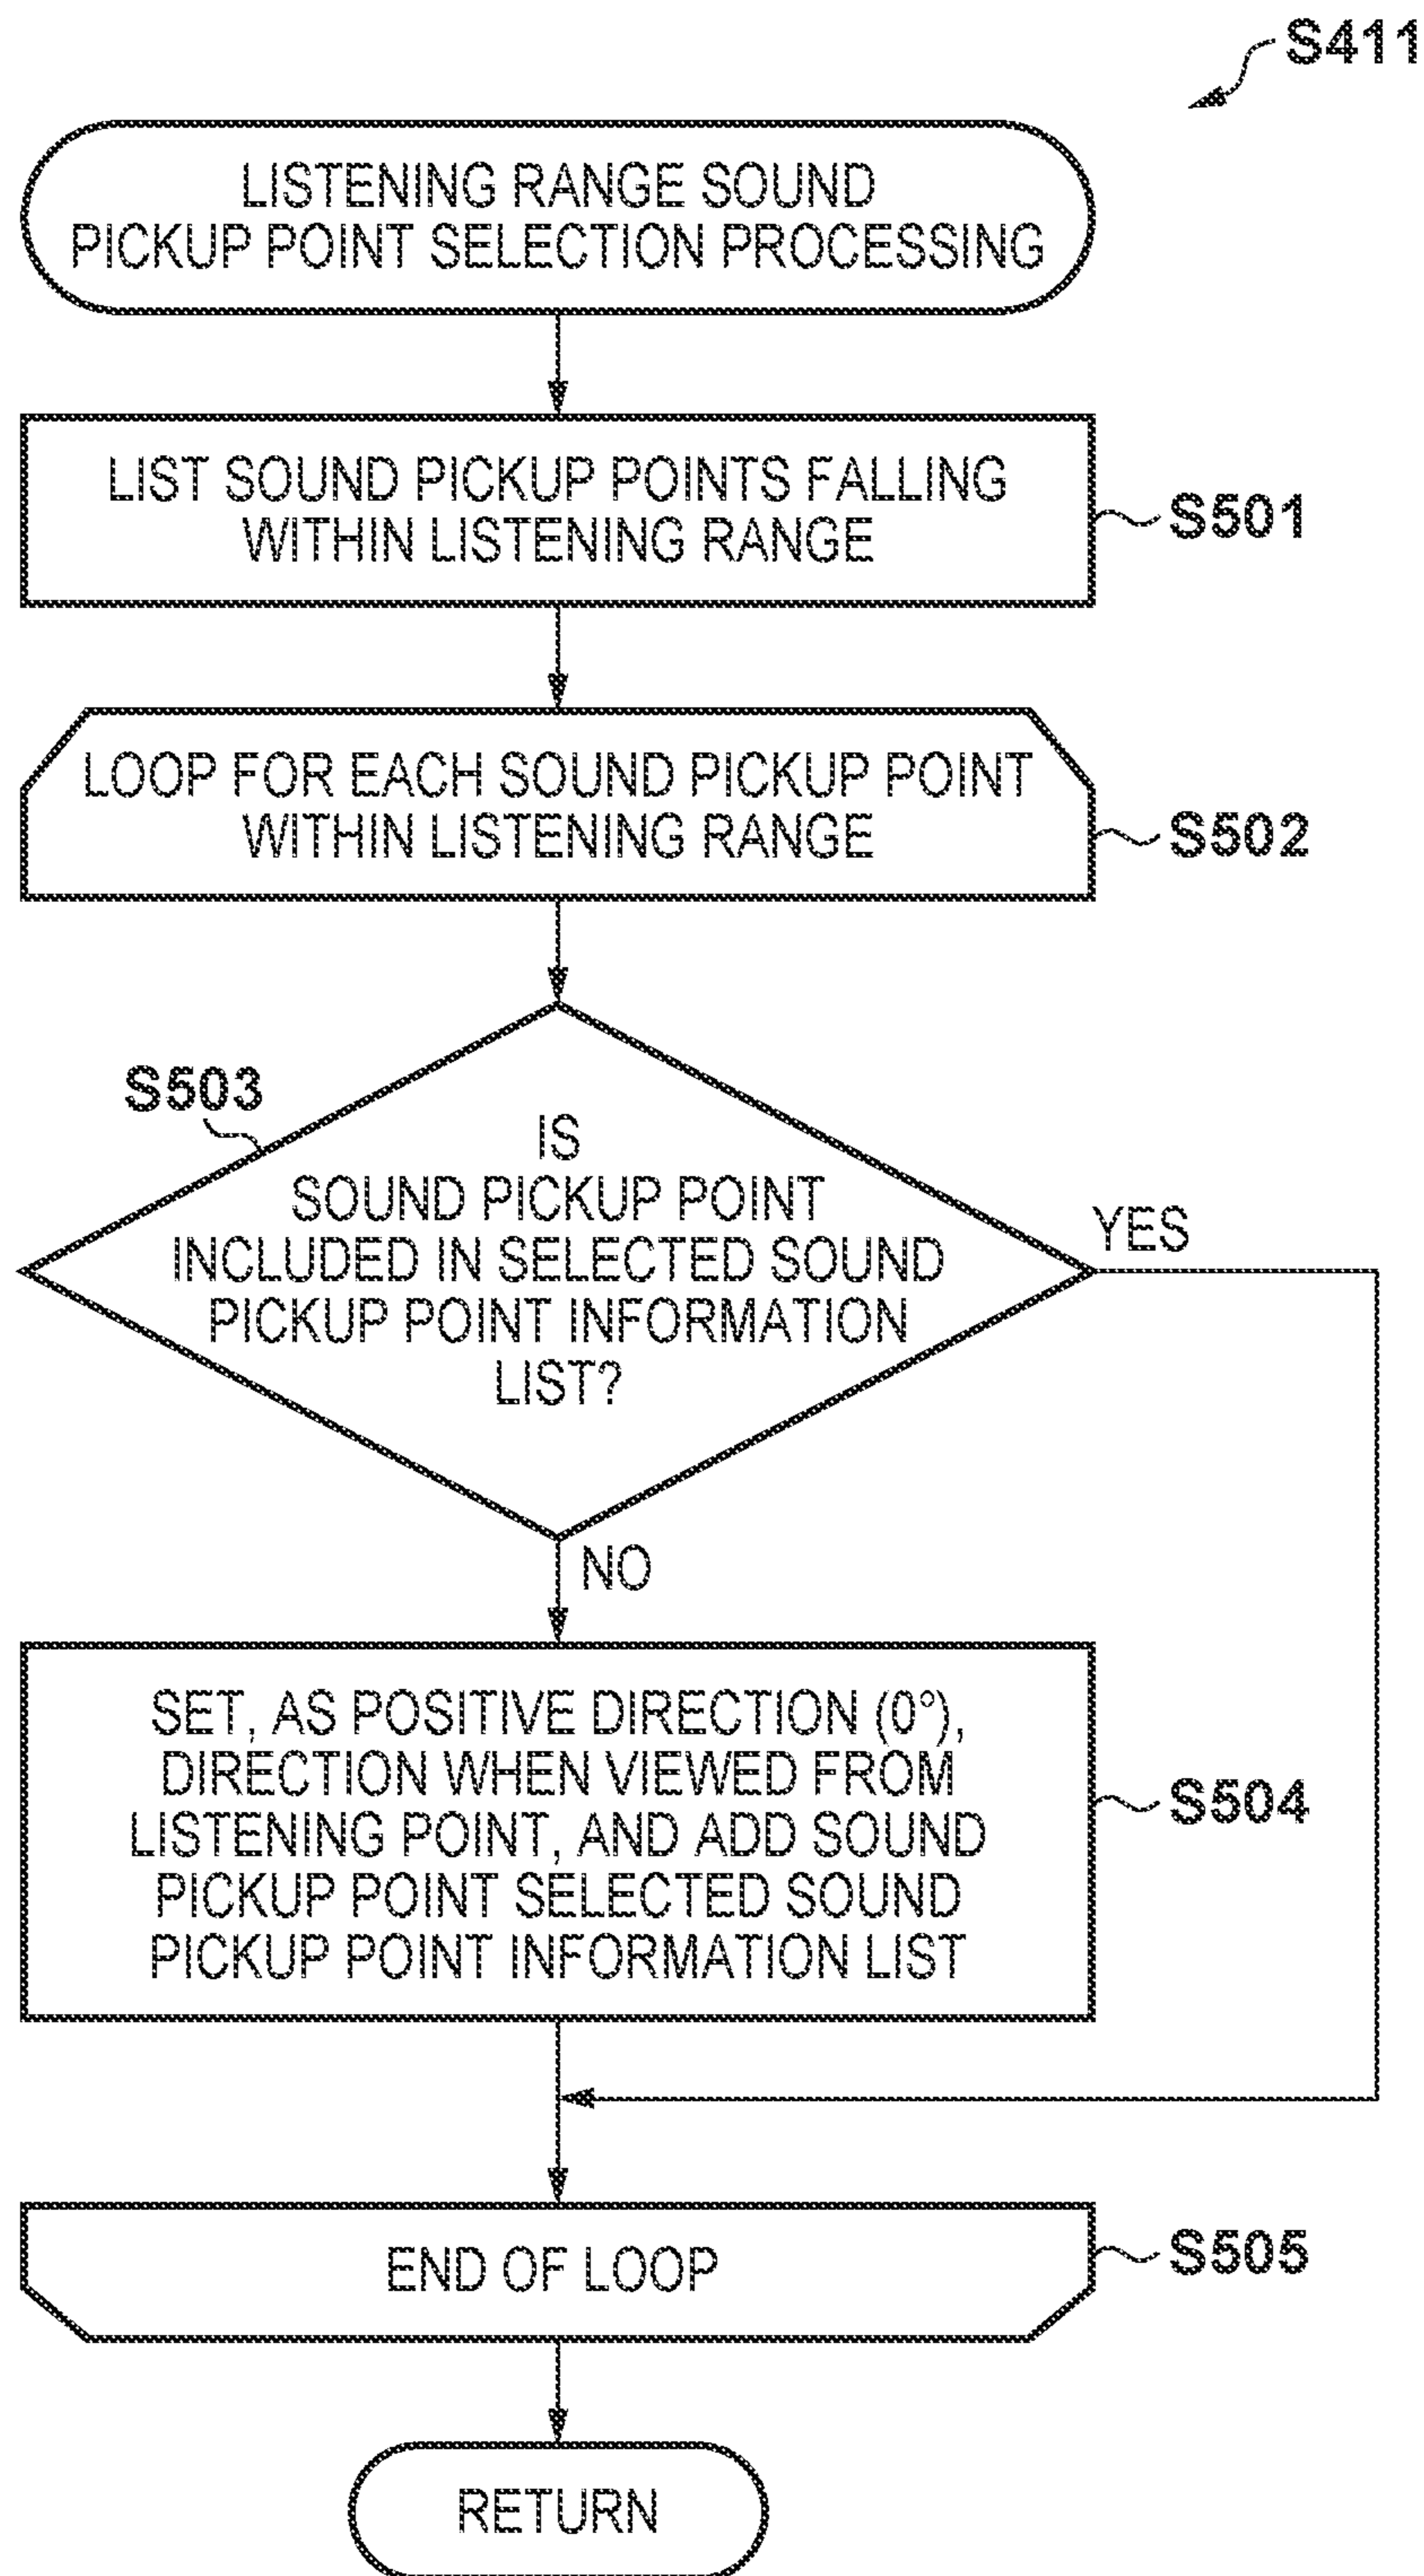 S411
LISTENING RANGE SOUND
PICKUP POINT SELECTION PROCESSING
LIST SOUND PICKUP POINTS FALLING
WITHIN LISTENING RANGE
S501
LOOP FOR EACH SOUND PICKUP POINT
WITHIN LISTENING RANGE
S502
S503
IS
SOUND PICKUP POINT
INCLUDED IN SELECTED SOUND
PICKUP POINT INFORMATION
LIST?
YES
NO
SET, AS POSITIVE DIRECTION (0°),
DIRECTION WHEN VIEWED FROM
LISTENING POINT, AND ADD SOUND
PICKUP POINT SELECTED SOUND
PICKUP POINT INFORMATION LIST
S504
END OF LOOP
S505
RETURN